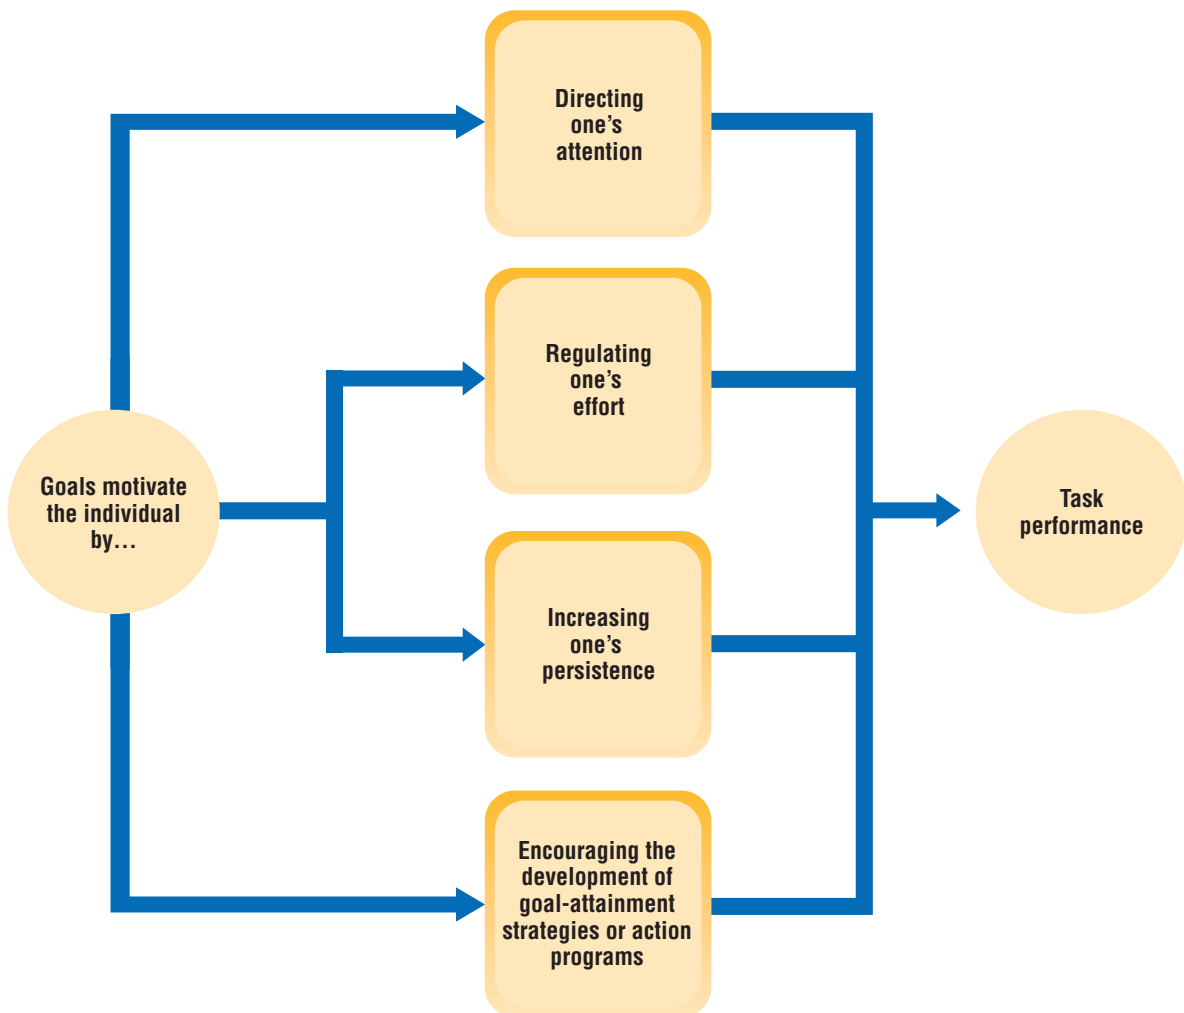 Directing
one's
attention
Regulating
one's
effort
Goals motivate
the individual
by…
Task
performance
Increasing
one's
persistence
Encouraging the
development of
goal-attainment
strategies or action
programs